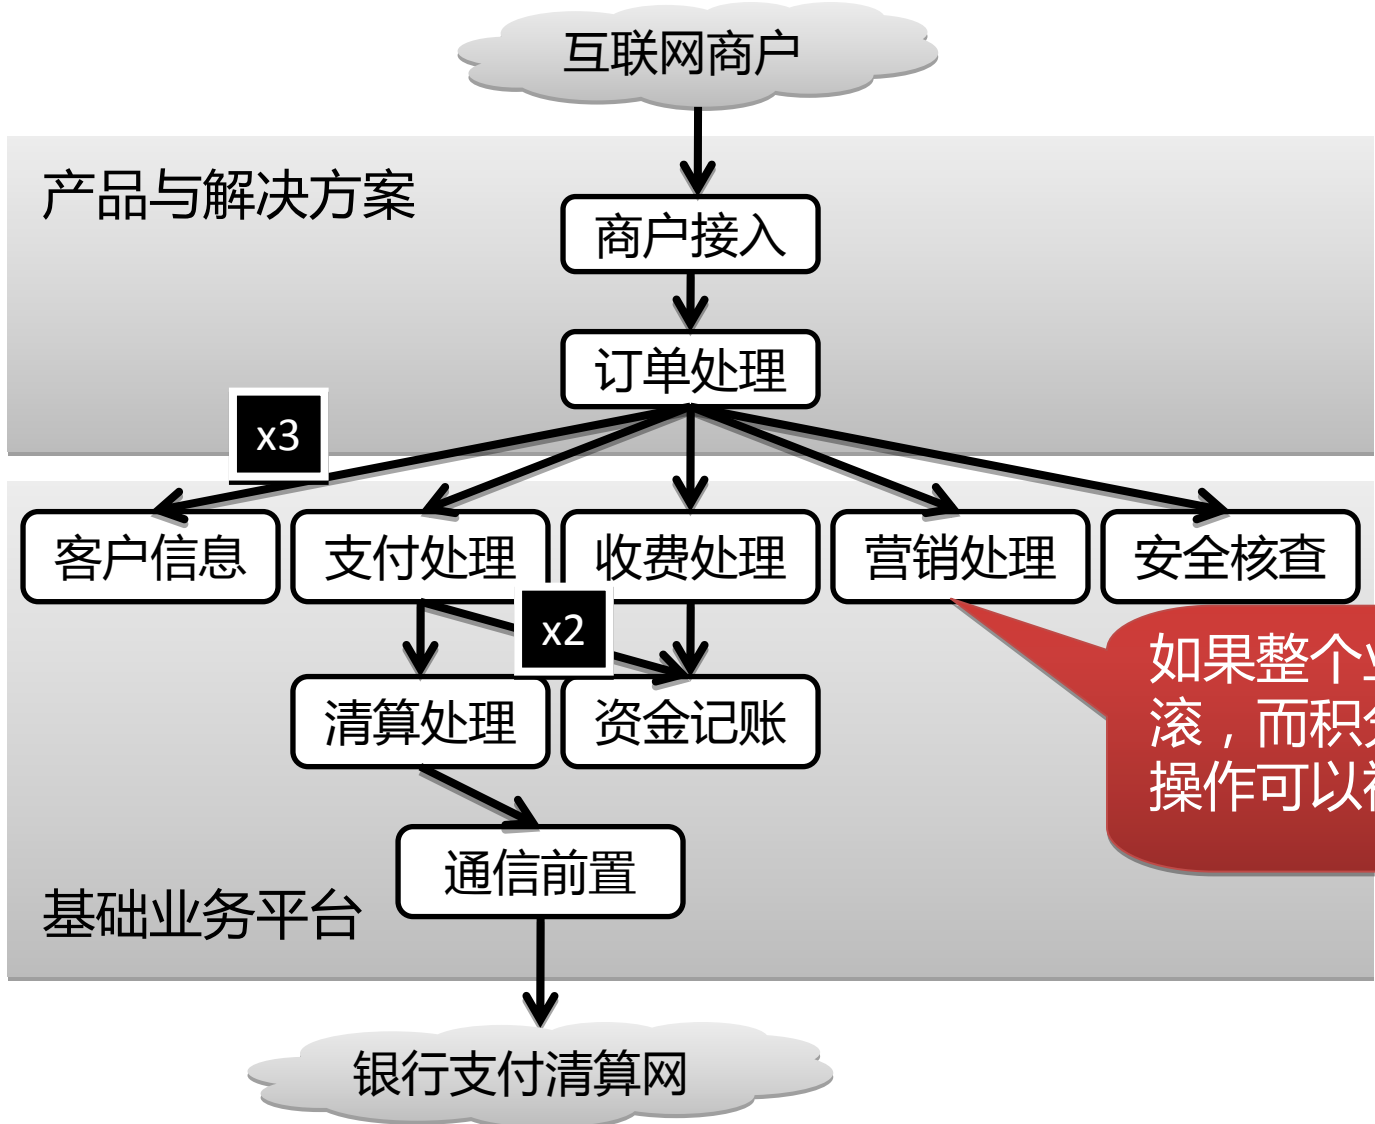 互联网商户
产品与解决方案
商户接入
订单处理
x3
客户信息
支付处理
收费处理
营销处理
安全核查
x2
如果整个
滚，而积
操作可以
清算处理
资金记账
通信前置
基础业务平台
银行支付清算网